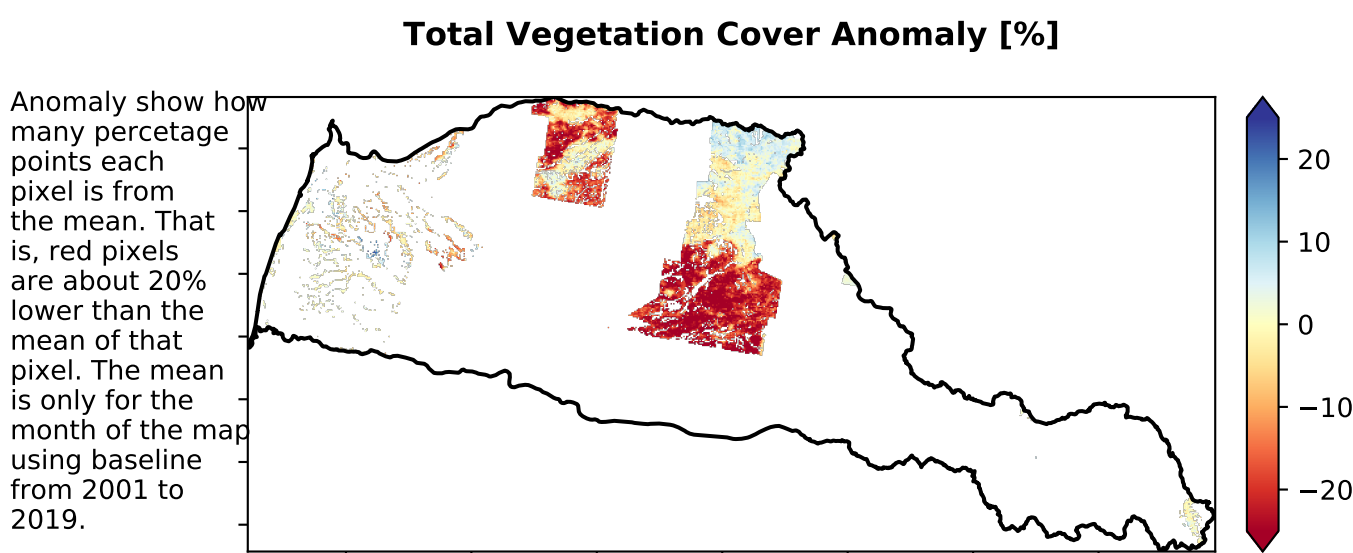 Total Vegetation Cover Anomaly [%]
Anomaly show how
many percetage
points each
pixel is from
the mean. That
is, red pixels
are about 20%
lower than the
mean of that
pixel. The mean
is only for the
month of the map
using baseline
from 2001 to
2019.
20
10
0
−10
−20